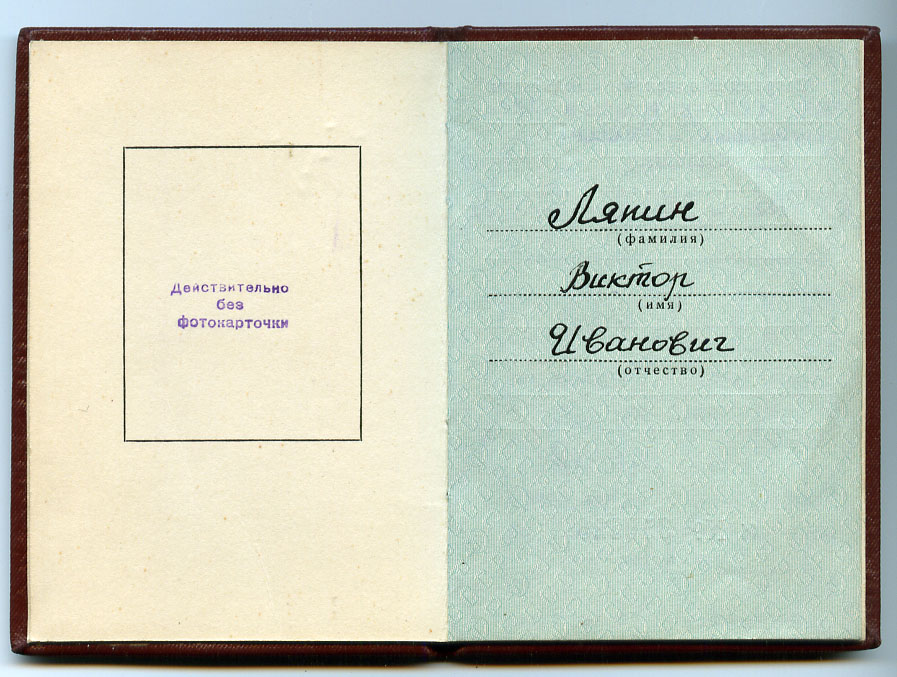 Действительно
без
фотокарточки
Ляпин
(фамилия)
Виктор
(имя)
Иванович
(отчество)